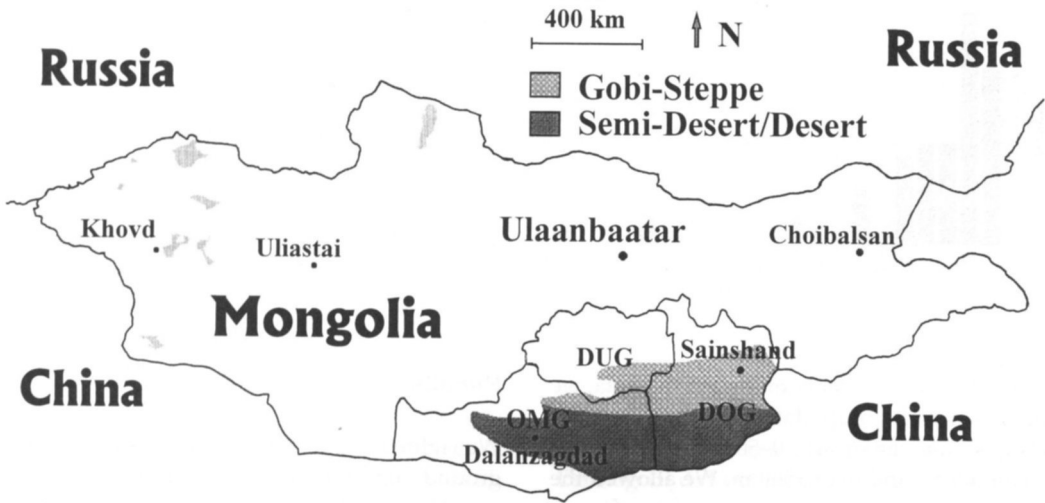 400 km
N
Russia
Russia
Gobi-Steppe
Semi-Desert/Desert
Khovd
Uliastai
Ulaanbaatar
Choibalsan
Mongolia
DUG
Sainshand
China
OMG
DOG
China
Dalanzagdad